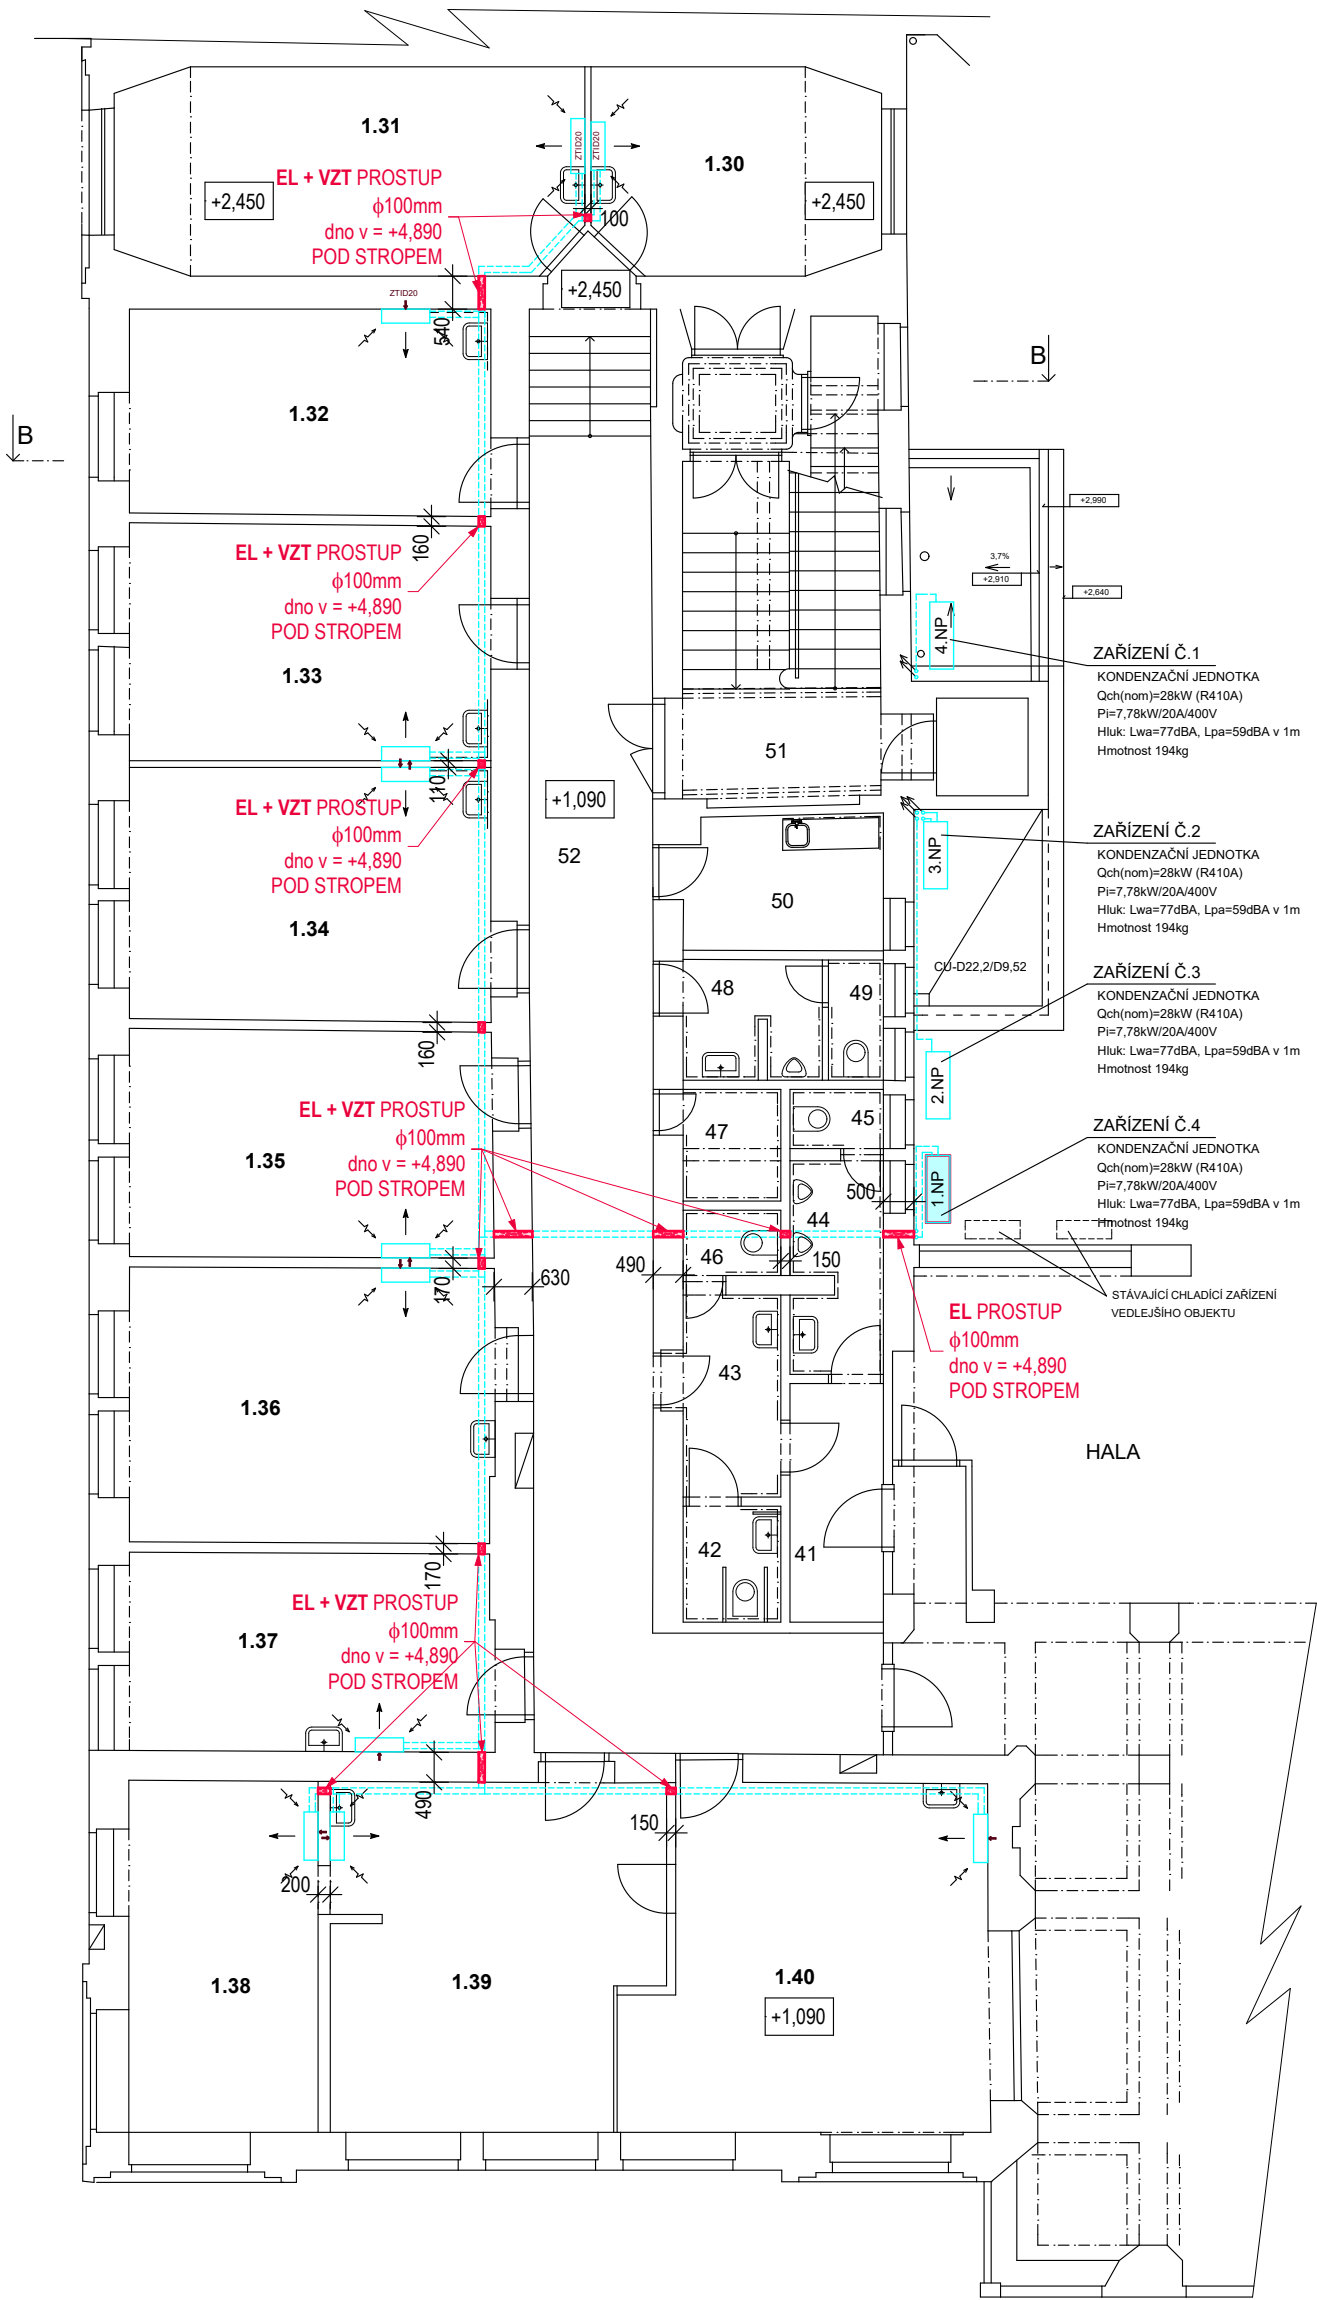 1.31
1.30
ZTID20
ZTID20
EL + VZT PROSTUP
ϕ100mm
dno v = +4,890
POD STROPEM
+2,450
+2,450
100
+2,450
ZTID20
540
B
B
1.32
+2,990
3,7%
+2,910
+2,640
160
EL + VZT PROSTUP
ϕ100mm
dno v = +4,890
POD STROPEM
4.NP
ZAŘÍZENÍ Č.1
KONDENZAČNÍ JEDNOTKA
Qch(nom)=28kW (R410A)
Pi=7,78kW/20A/400V
Hluk: Lwa=77dBA, Lpa=59dBA v 1m
Hmotnost 194kg
1.33
51
110
+1,090
EL + VZT PROSTUP
ϕ100mm
dno v = +4,890
POD STROPEM
52
3.NP
ZAŘÍZENÍ Č.2
KONDENZAČNÍ JEDNOTKA
Qch(nom)=28kW (R410A)
Pi=7,78kW/20A/400V
Hluk: Lwa=77dBA, Lpa=59dBA v 1m
Hmotnost 194kg
50
1.34
CU-D22,2/D9,52
48
49
ZAŘÍZENÍ Č.3
KONDENZAČNÍ JEDNOTKA
Qch(nom)=28kW (R410A)
Pi=7,78kW/20A/400V
Hluk: Lwa=77dBA, Lpa=59dBA v 1m
Hmotnost 194kg
2.NP
160
EL + VZT PROSTUP
ϕ100mm
dno v = +4,890
POD STROPEM
47
45
1.35
ZAŘÍZENÍ Č.4
KONDENZAČNÍ JEDNOTKA
Qch(nom)=28kW (R410A)
Pi=7,78kW/20A/400V
Hluk: Lwa=77dBA, Lpa=59dBA v 1m
Hmotnost 194kg
1.NP
500
44
46
490
150
630
170
STÁVAJÍCÍ CHLADÍCÍ ZAŘÍZENÍ
VEDLEJŠÍHO OBJEKTU
EL PROSTUP
ϕ100mm
dno v = +4,890
POD STROPEM
43
1.36
HALA
42
41
170
EL + VZT PROSTUP
ϕ100mm
dno v = +4,890
POD STROPEM
1.37
490
150
200
1.38
1.39
1.40
+1,090